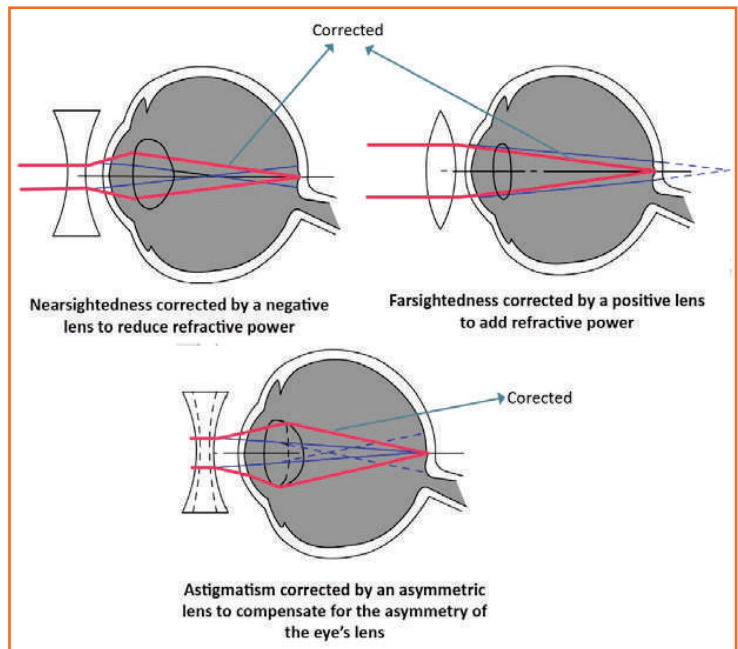 Corrected
Nearsightedness corrected by a negative
lens to reduce refractive power
Farsightedness corrected by a positive lens
to add refractive power
Corected
Astigmatism corrected by an asymmetric
lens to compensate for the asymmetry of
the eye's lens